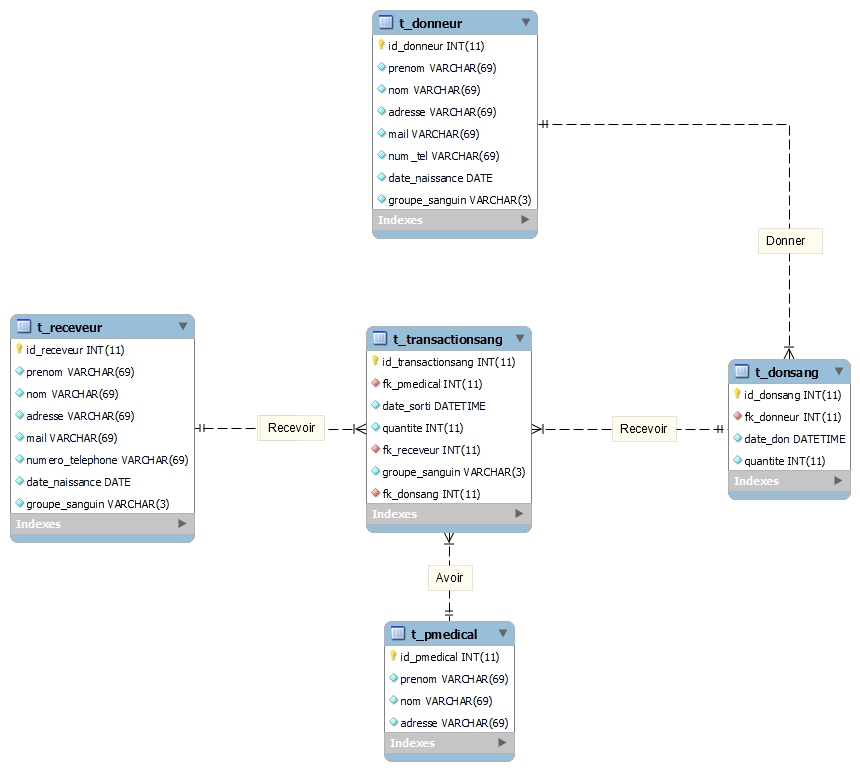 t_donneur
id_donneur INT(11)
prenom VARCHAR(69)
nom VARCHAR(69)
adresse VARCHAR(69)
mail VARCHAR(69)
num_tel VARCHAR(69)
date_naissance DATE
groupe_sanguin VARCHAR(3)
Indexes
Donner
t_receveur
id_receveur INT(11)
prenom VARCHAR(69)
nom VARCHAR(69)
adresse VARCHAR(69)
mail VARCHAR(69)
numero_telephone VARCHAR(69)
date_naissance DATE
groupe_sanguin VARCHAR(3)
Indexes
Recevoir
t_transactionsang
id_transactionsang INT(11)
fk_pmedical INT(11)
date_sorti DATETIME
quantite INT(11)
fk_receveur INT(11)
groupe_sanguin VARCHAR(3)
fk_donsang INT(11)
Indexes
Recevoir
t_donsang
id_donsang INT(11)
fk_donneur INT(11)
date_don DATETIME
quantite INT(11)
Indexes
Avoir
t_pmedical
id_pmedical INT(11)
prenom VARCHAR(69)
nom VARCHAR(69)
adresse VARCHAR(69)
Indexes